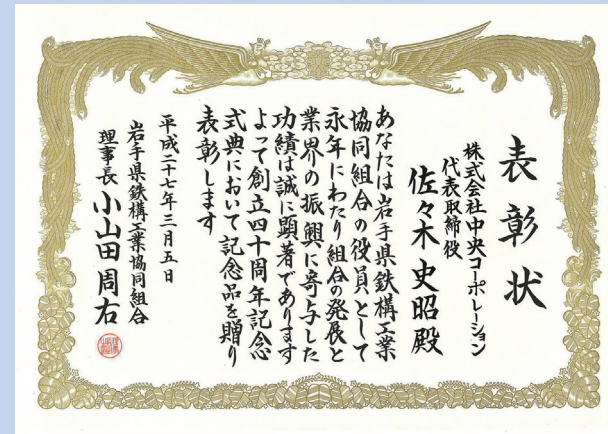 表彰状
株式会社中央コーポレーション
代表取締役
佐々木史昭殿
あなたは岩手県鉄構工業
協同組合の役員として
永年にわたり組合の発展と
業界の振興に寄与した
功績は誠に顕著であります
よって創立四十周年記念
式典において記念品を贈り
表彰します
平成二十七年三月五日
岩手県鉄構工業協同組合
理事長 小山田周右